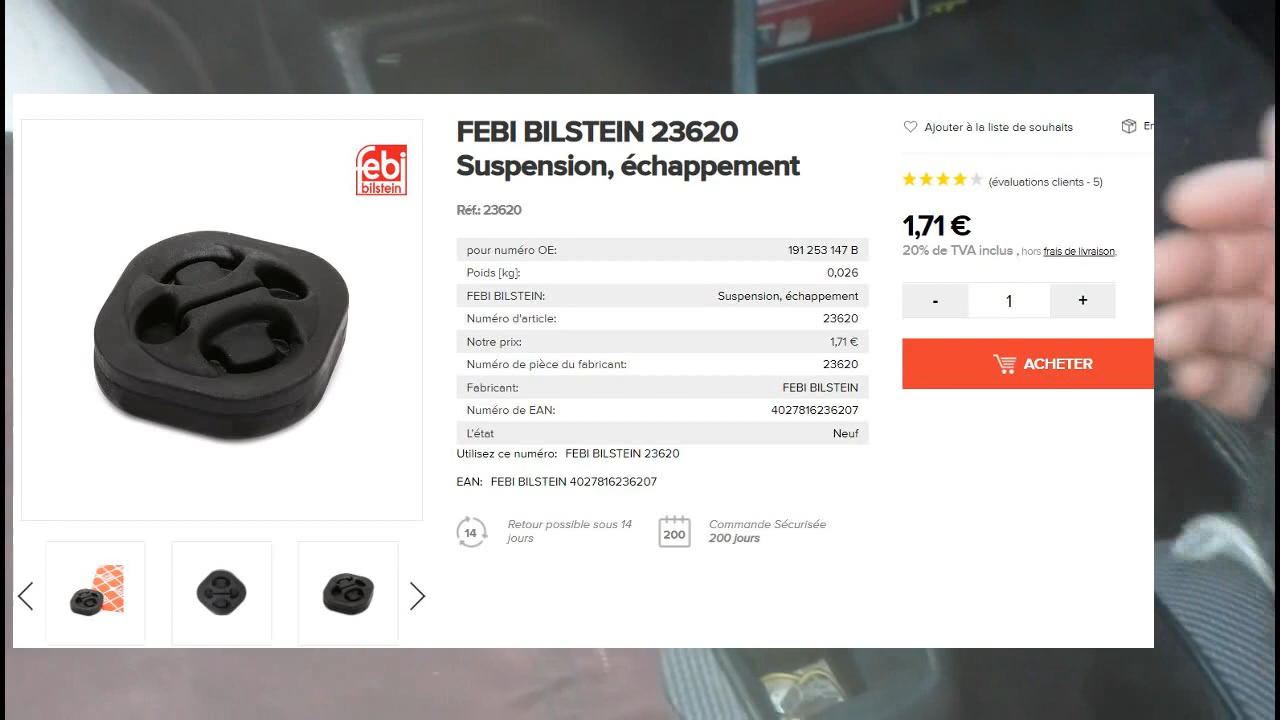 febi
bilstein
FEBI BILSTEIN 23620
Suspension, échappement
Réf.: 23620
pour numéro OE: 191 253 147 B
Poids [kg]: 0,026
FEBI BILSTEIN: Suspension, échappement
Numéro d'article: 23620
Notre prix: 1,71 €
Numéro de pièce du fabricant: 23620
Fabricant: FEBI BILSTEIN
Numéro de EAN: 4027816236207
L'état Neuf
Utilisez ce numéro: FEBI BILSTEIN 23620
EAN: FEBI BILSTEIN 4027816236207
14
Retour possible sous 14
jours
200
Commande Sécurisée
200 jours
Ajouter à la liste de souhaits
En
(évaluations clients - 5)
1,71 €
20% de TVA inclus , hors frais de livraison.
- 1 +
ACHETER